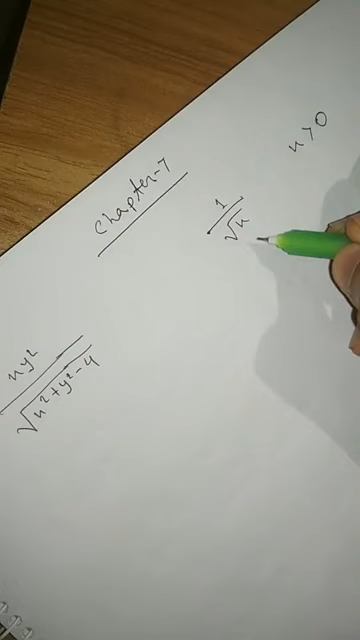 Chapter-7
1/√x
x > 0
xy²/√x²+y²-4